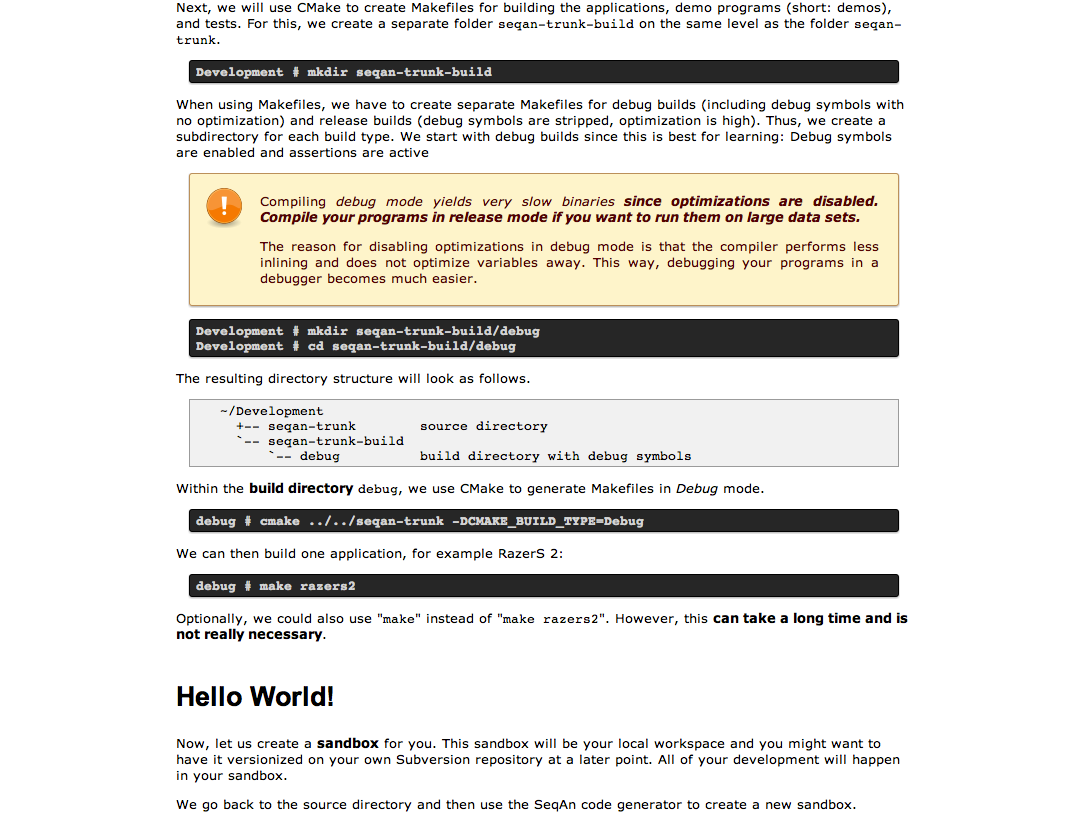 Next, we will use CMake to create Makefiles for building the applications, demo programs (short: demos),
and tests. For this, we create a separate folder seqan-trunk-build on the same level as the folder seqan-
trunk.
Development # mkdir seqan-trunk-build
When using Makefiles, we have to create separate Makefiles for debug builds (including debug symbols with
no optimization) and release builds (debug symbols are stripped, optimization is high). Thus, we create a
subdirectory for each build type. We start with debug builds since this is best for learning: Debug symbols
are enabled and assertions are active
Compiling debug mode yields very slow binaries since optimizations are disabled.
Compile your programs in release mode if you want to run them on large data sets.
The reason for disabling optimizations in debug mode is that the compiler performs less
inlining and does not optimize variables away. This way, debugging your programs in a
debugger becomes much easier.
Development # mkdir seqan-trunk-build/debug
Development # cd seqan-trunk-build/debug
The resulting directory structure will look as follows.
~/Development
+-- seqan-trunk source directory
`-- seqan-trunk-build
`-- debug build directory with debug symbols
Within the build directory debug, we use CMake to generate Makefiles in Debug mode.
debug # cmake ../../seqan-trunk -DCMAKE_BUILD_TYPE=Debug
We can then build one application, for example RazerS 2:
debug # make razers2
Optionally, we could also use "make" instead of "make razers2". However, this can take a long time and is
not really necessary.
Hello World!
Now, let us create a sandbox for you. This sandbox will be your local workspace and you might want to
have it versionized on your own Subversion repository at a later point. All of your development will happen
in your sandbox.
We go back to the source directory and then use the SeqAn code generator to create a new sandbox.